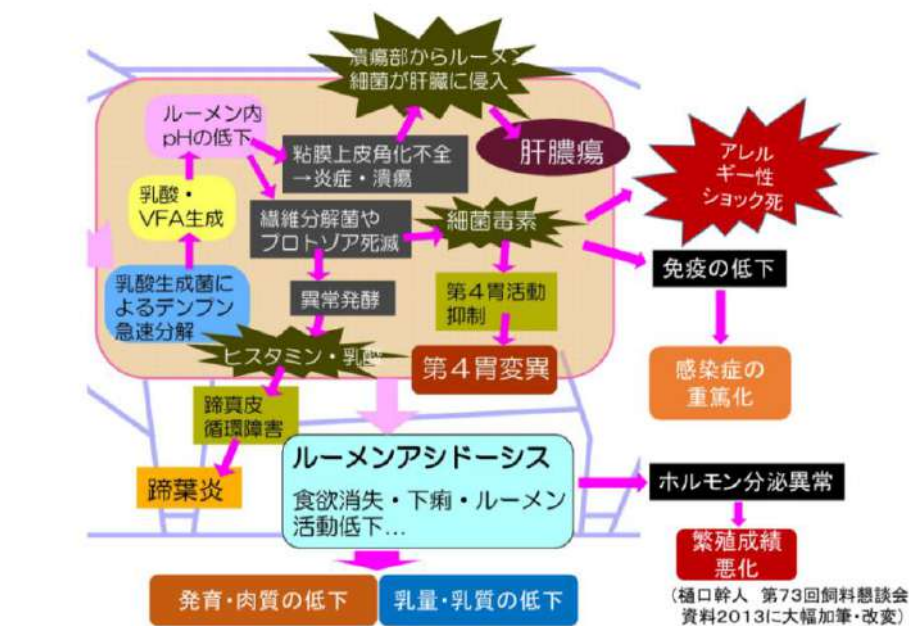 潰瘍部からルーメン
細菌が肝臓に侵入
ルーメン内
pHの低下
粘膜上皮角化不全
→炎症・潰瘍
肝膿瘍
アレル
ギー性
ショック死
乳酸・
VFA生成
繊維分解菌や
プロトゾア死滅
細菌毒素
免疫の低下
乳酸生成菌に
よるデンプン
急速分解
異常発酵
第4胃活動
抑制
ヒスタミン・乳酸
第4胃変異
感染症の
重篤化
蹄真皮
循環障害
ルーメンアシドーシス
食欲消失・下痢・ルーメン
活動低下…
蹄葉炎
ホルモン分泌異常
繁殖成績
悪化
発育・肉質の低下
乳量・乳質の低下
(樋口幹人 第73回飼料懇談会
資料2013に大幅加筆・改変)